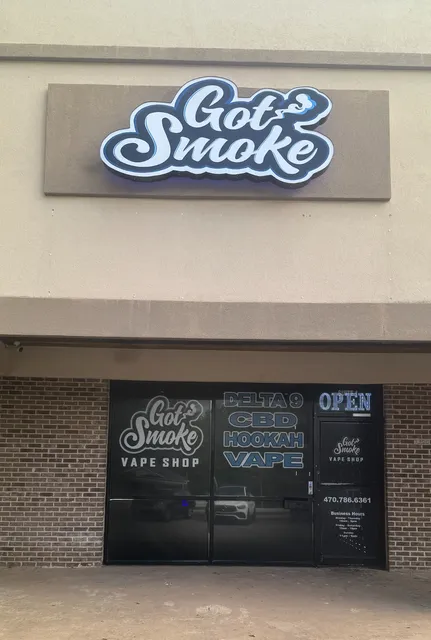 Got
Smoke
Got
Smoke
VAPE SHOP
DELTA 9
CBD
HOOKAH
VAPE
OPEN
Got
Smoke
VAPE SHOP
470.786.6361
Business Hours